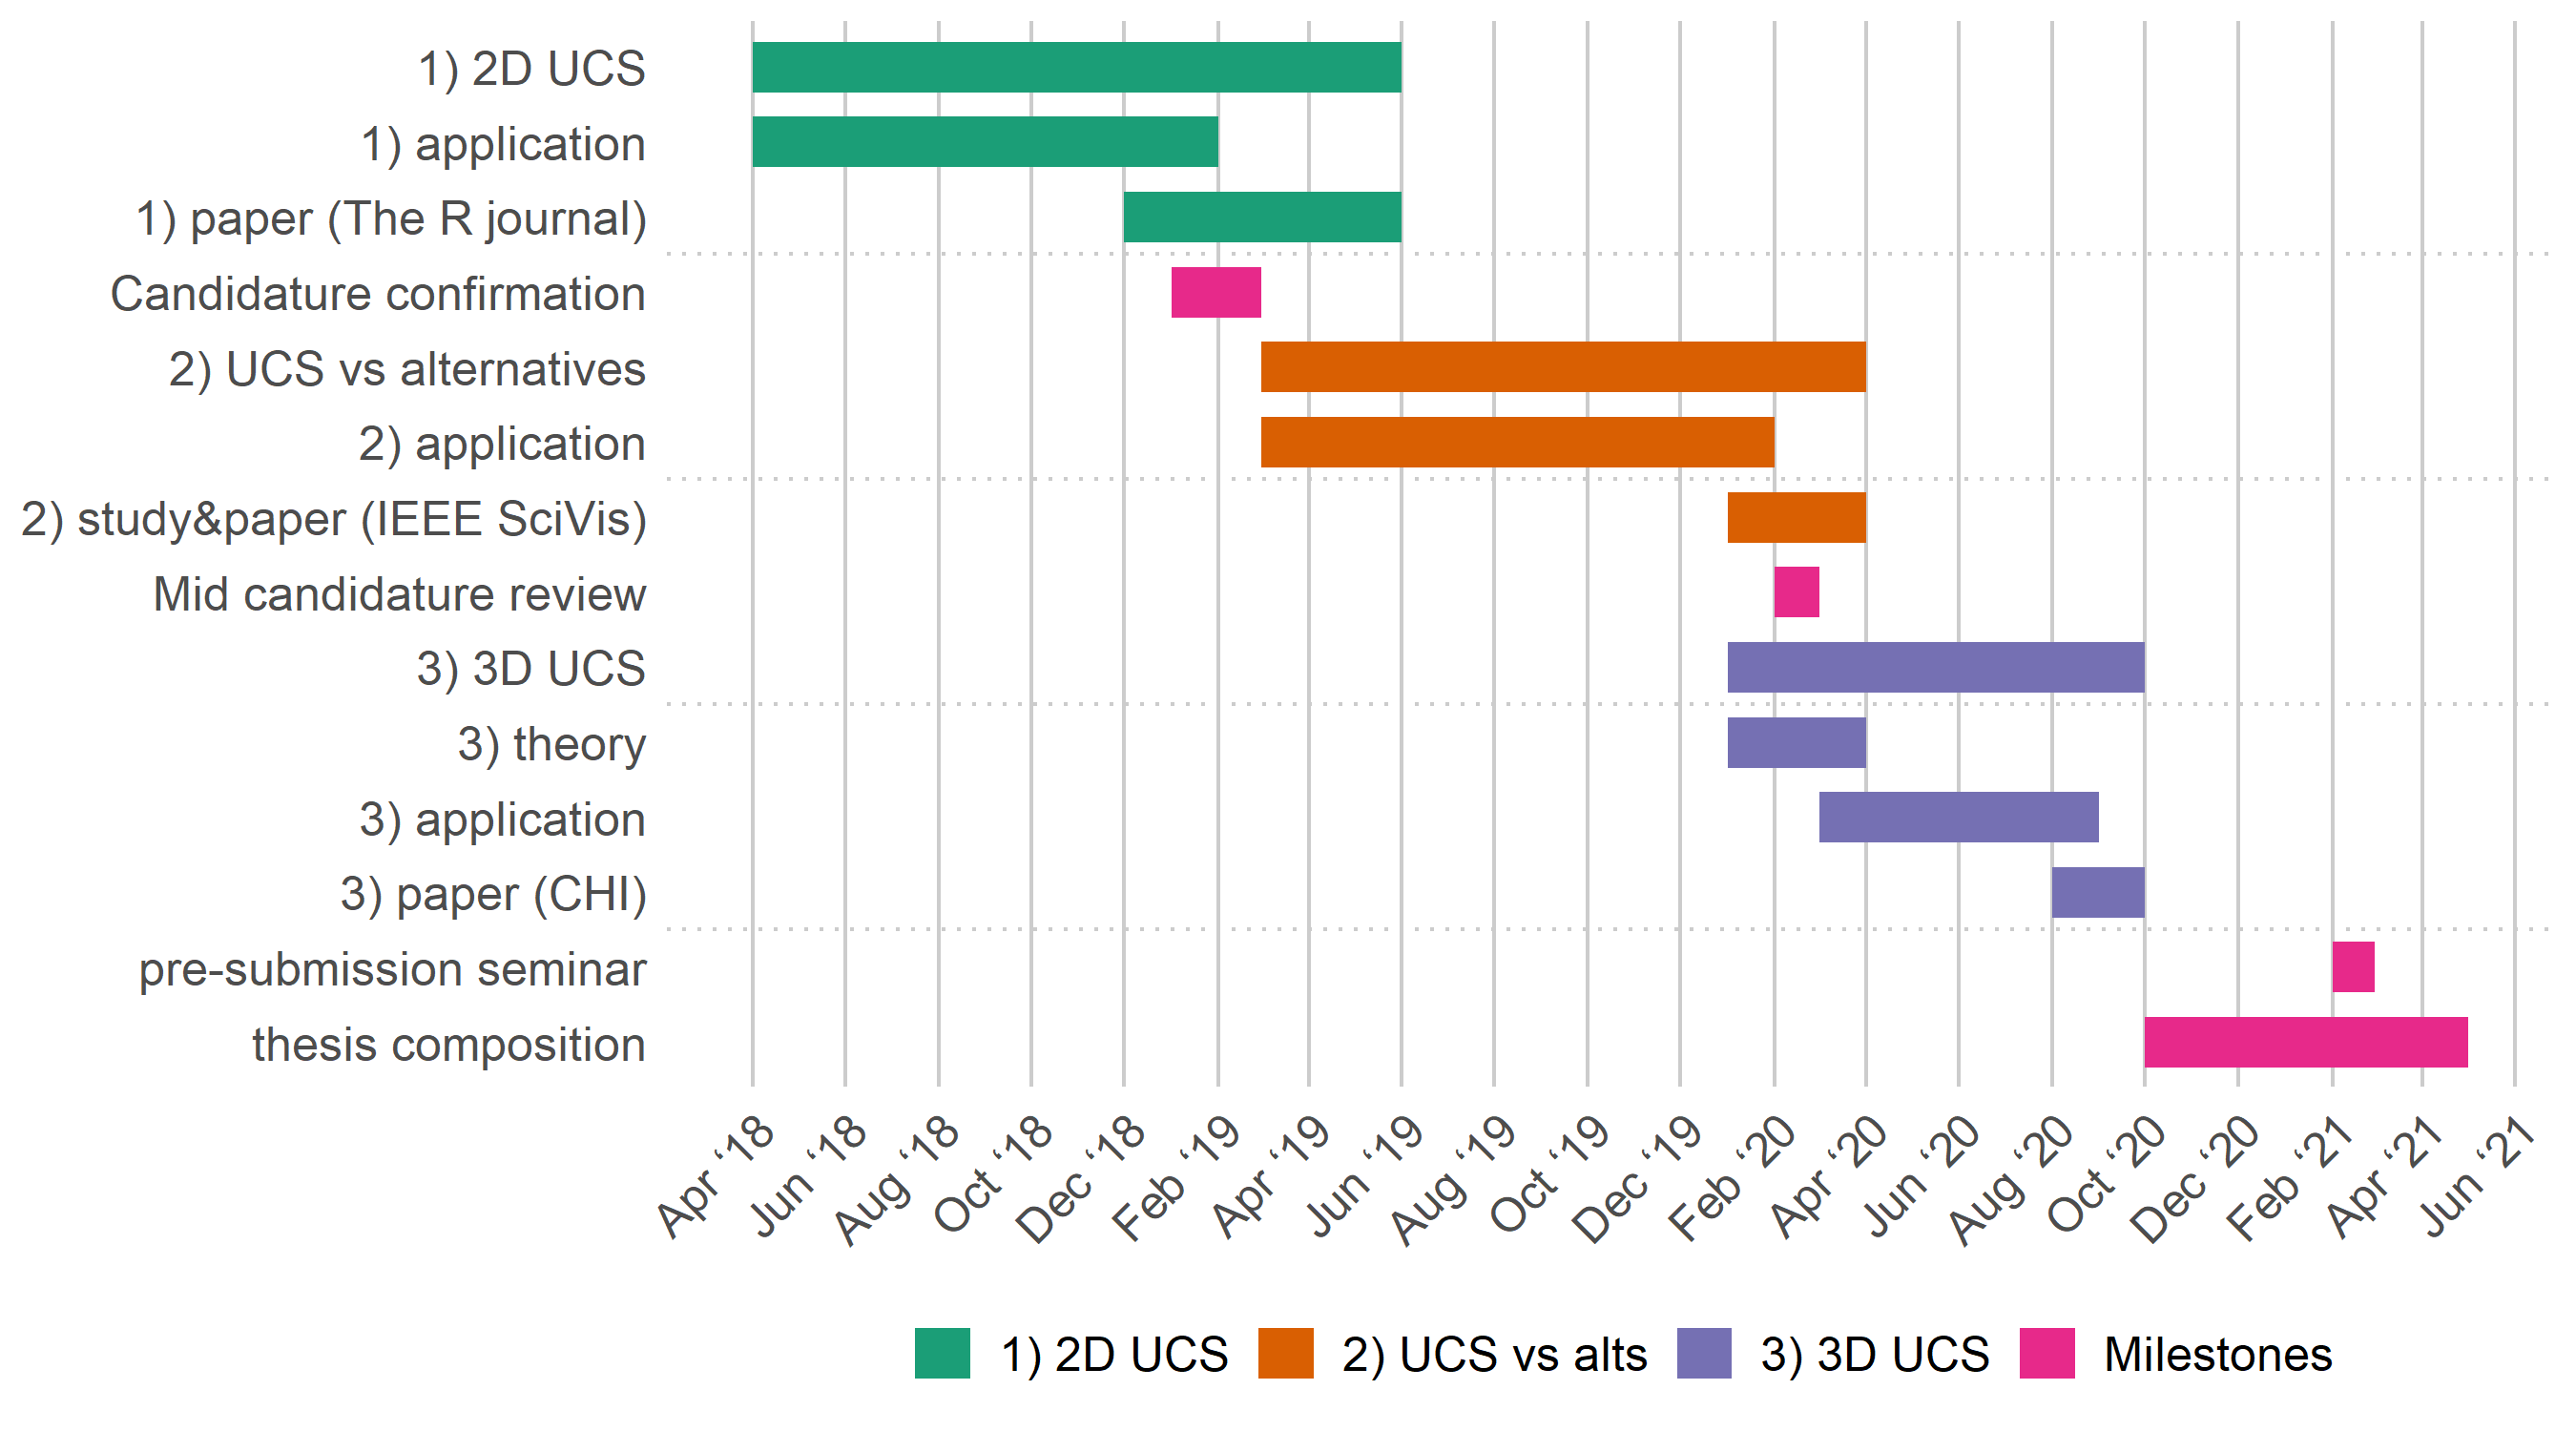 1) 2D UCS
1) application
1) paper (The R journal)
Candidature confirmation
2) UCS vs alternatives
2) application
2) study&paper (IEEE SciVis)
Mid candidature review
3) 3D UCS
3) theory
3) application
3) paper (CHI)
pre-submission seminar
thesis composition
Apr ‘18
Jun ‘18
Aug ‘18
Oct ‘18
Dec ‘18
Feb ‘19
Apr ‘19
Jun ‘19
Aug ‘19
Oct ‘19
Dec ‘19
Feb ‘20
Apr ‘20
Jun ‘20
Aug ‘20
Oct ‘20
Dec ‘20
Feb ‘21
Apr ‘21
Jun ‘21
1) 2D UCS 2) UCS vs alts 3) 3D UCS Milestones